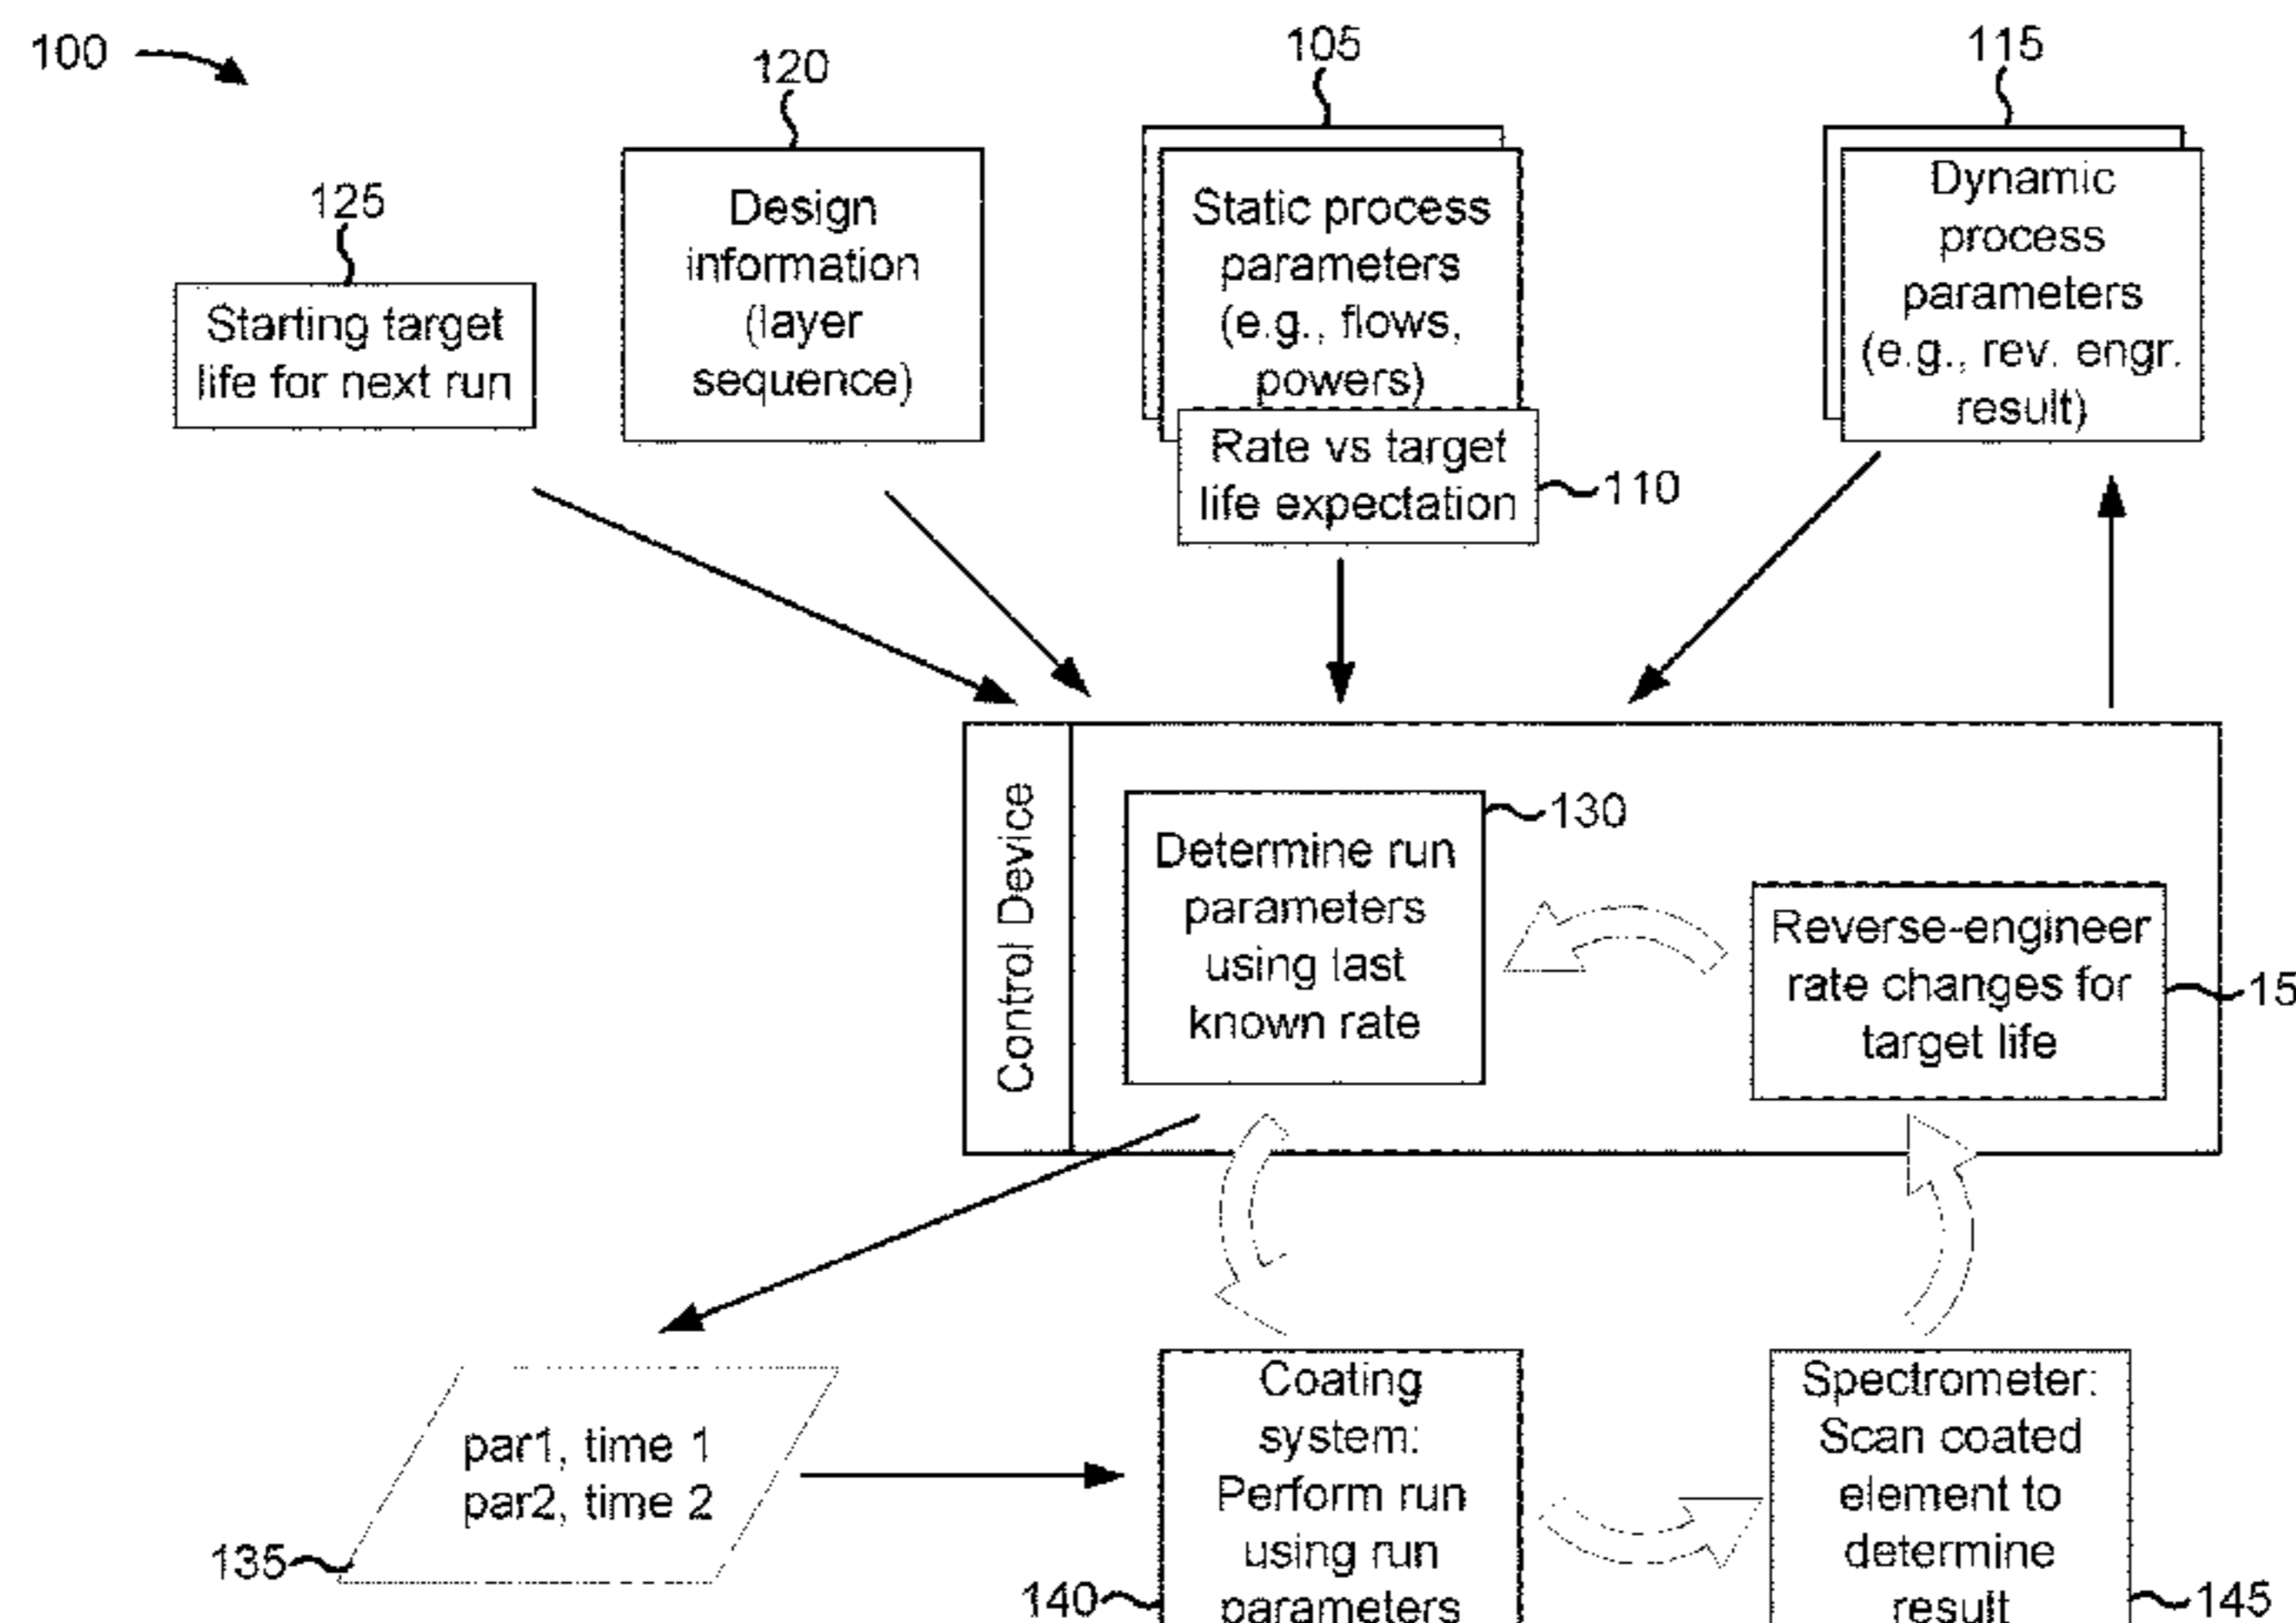 100
125
Starting target
life for next run
120
Design
information
(layer
sequence)
105
Static process
parameters
(e.g., flows,
powers)
Rate vs target
life expectation
110
115
Dynamic
process
parameters
(e.g., rev. engr.
result)
Control Device
130
Determine run
parameters
using last
known rate
Reverse-engineer
rate changes for
target life
15
par1, time 1
par2, time 2
135
Coating
system:
Perform run
using run
parameters
140
Spectrometer:
Scan coated
element to
determine
result
145